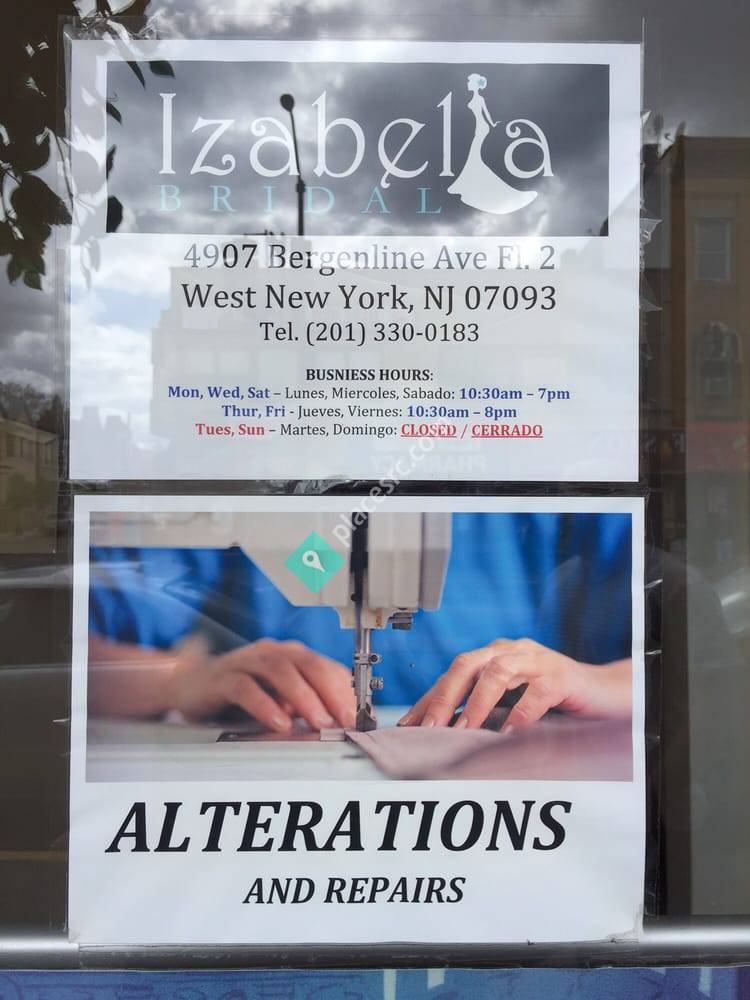 Izabella
BRIDAL
4907 Bergenline Ave Fl. 2
West New York, NJ 07093
Tel. (201) 330-0183
BUSNIESS HOURS:
Mon, Wed, Sat – Lunes, Miercoles, Sabado: 10:30am – 7pm
Thur, Fri - Jueves, Viernes: 10:30am – 8pm
Tues, Sun – Martes, Domingo: CLOSED / CERRADO
placesrc.com
ALTERATIONS
AND REPAIRS